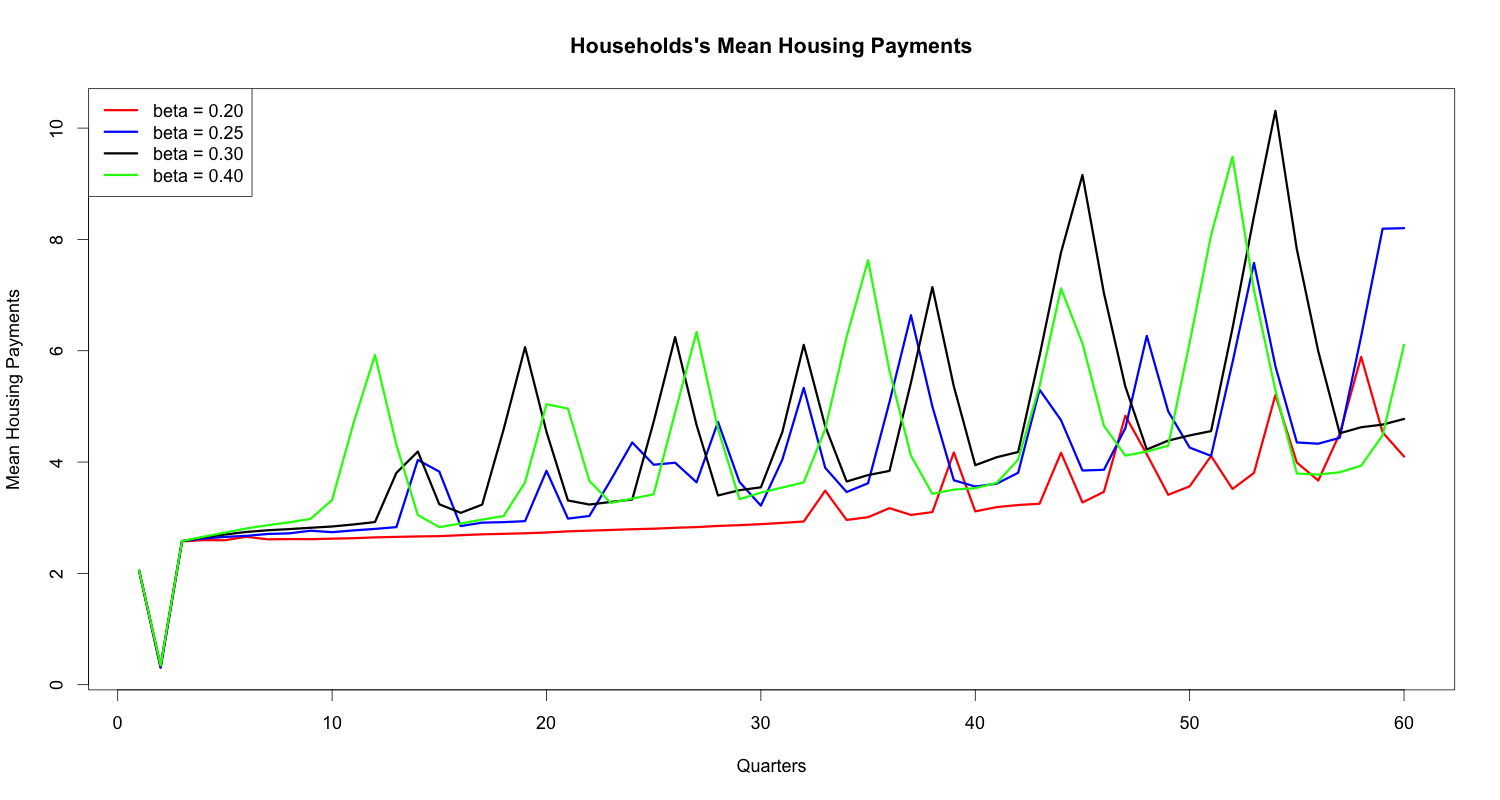 Households's Mean Housing Payments
beta = 0.20
beta = 0.25
beta = 0.30
beta = 0.40
Mean Housing Payments
10
8
6
4
2
0
0 10 20 30 40 50 60
Quarters